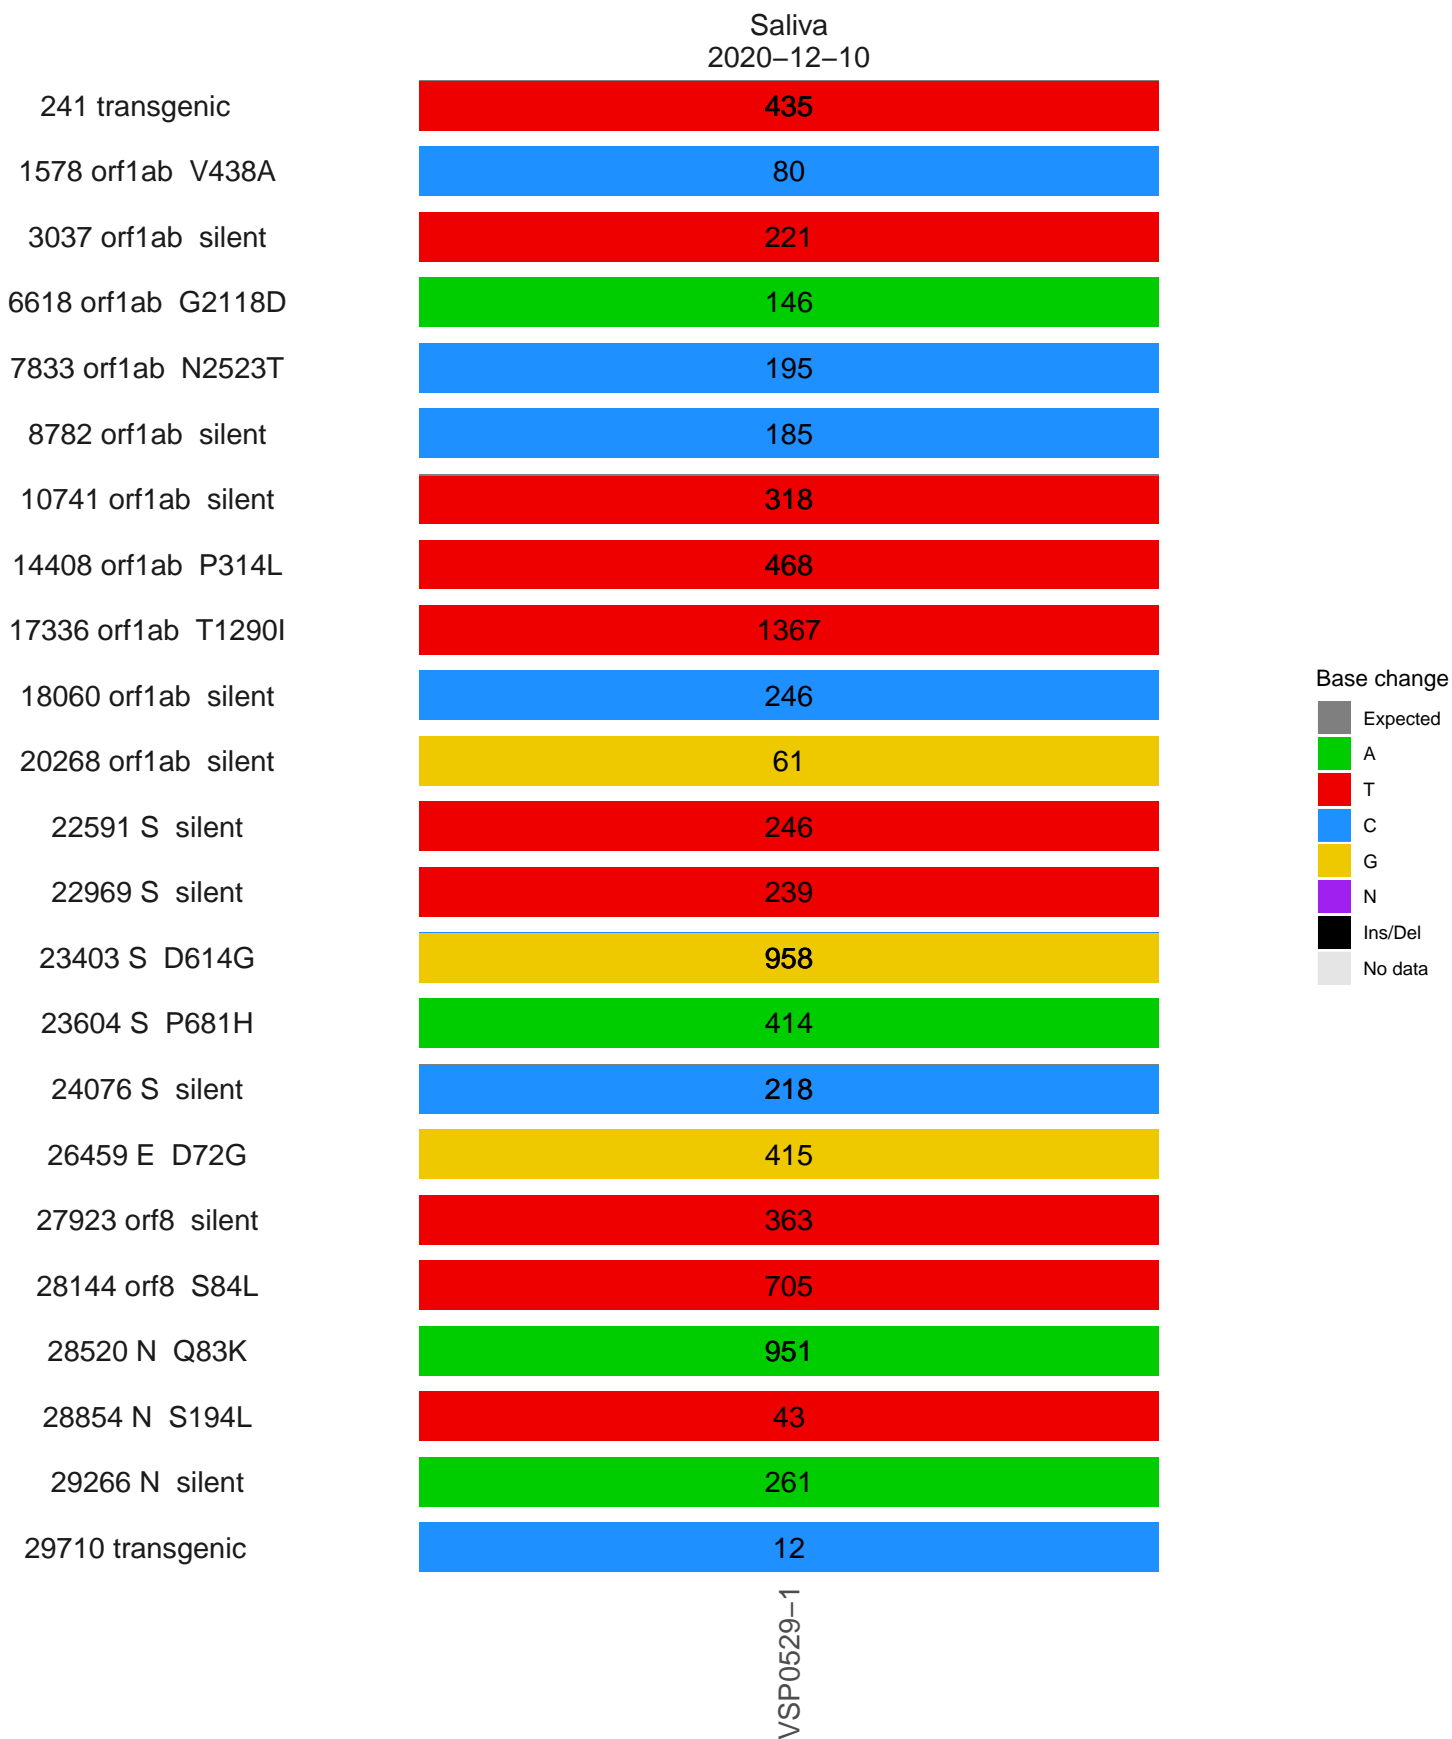 Saliva
2020−12−10
241 transgenic 435
1578 orf1ab V438A 80
3037 orf1ab silent 221
6618 orf1ab G2118D 146
7833 orf1ab N2523T 195
8782 orf1ab silent 185
10741 orf1ab silent 318
14408 orf1ab P314L 468
17336 orf1ab T1290I 1367
18060 orf1ab silent 246
20268 orf1ab silent 61
22591 S silent 246
22969 S silent 239
23403 S D614G 958
23604 S P681H 414
24076 S silent 218
26459 E D72G 415
27923 orf8 silent 363
28144 orf8 S84L 705
28520 N Q83K 951
28854 N S194L 43
29266 N silent 261
29710 transgenic 12
VSP0529−1
Base change
Expected
A
T
C
G
N
Ins/Del
No data